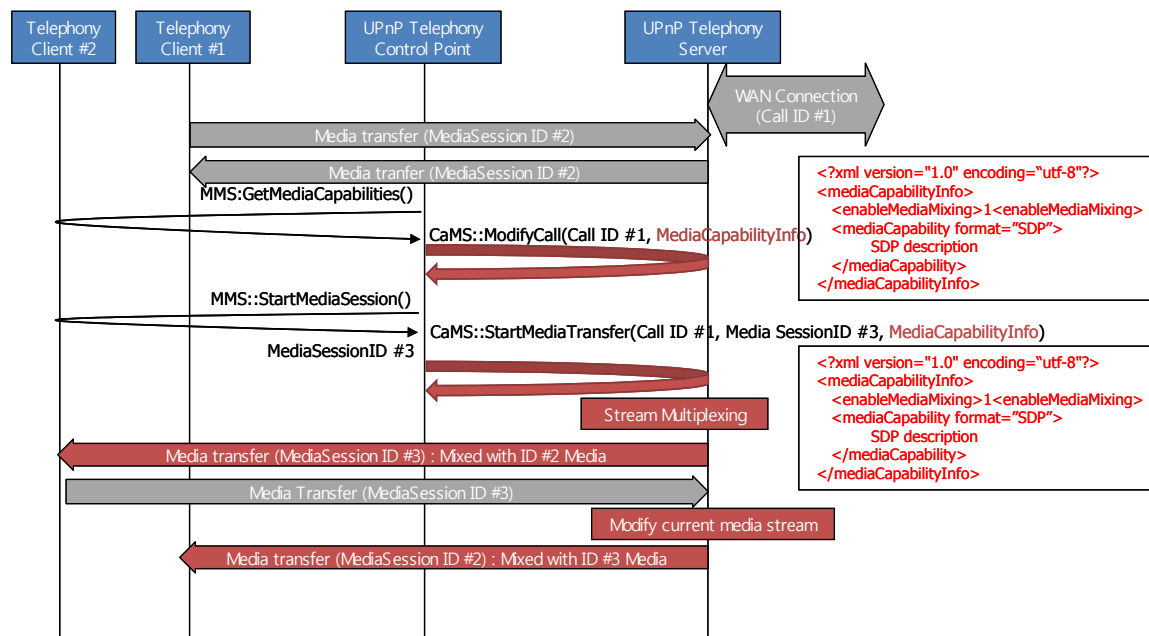 Telephony
Client #2
Telephony
Client #1
UPnP Telephony
Control Point
UPnP Telephony
Server
WAN Connection
(Call ID #1)
Media transfer (MediaSession ID #2)
Media transfer (MediaSession ID #2)
MMS:GetMediaCapabilities()
CaMS::ModifyCall(Call ID #1, MediaCapabilityInfo)
<?xml version="1.0" encoding=“utf-8"?>
<mediaCapabilityInfo>
<enableMediaMixing>1<enableMediaMixing>
<mediaCapability format=”SDP”>
SDP description
</mediaCapability>
</mediaCapabilityInfo>
MMS::StartMediaSession()
CaMS::StartMediaTransfer(Call ID #1, Media SessionID #3, MediaCapabilityInfo)
MediaSessionID #3
<?xml version="1.0" encoding=“utf-8"?>
<mediaCapabilityInfo>
<enableMediaMixing>1<enableMediaMixing>
<mediaCapability format=”SDP”>
SDP description
</mediaCapability>
</mediaCapabilityInfo>
Stream Multiplexing
Media transfer (MediaSession ID #3) : Mixed with ID #2 Media
Media Transfer (MediaSession ID #3)
Modify current media stream
Media transfer (MediaSession ID #2) : Mixed with ID #3 Media